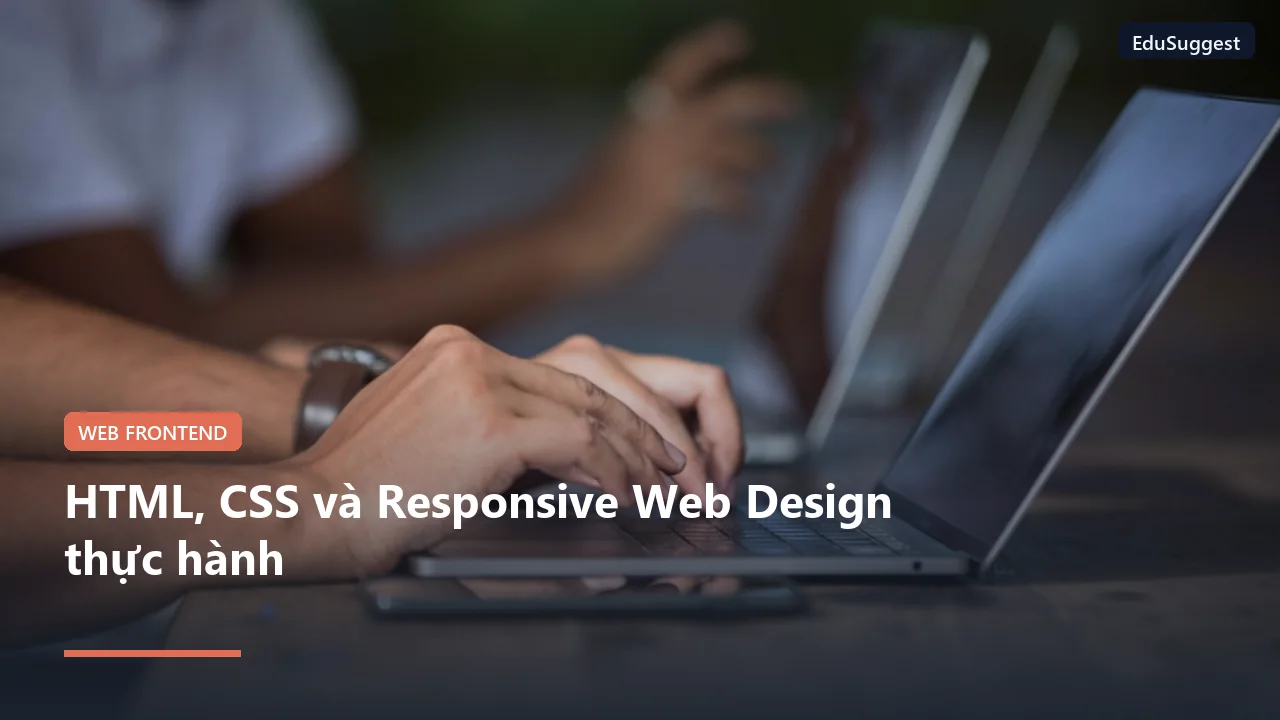 EduSuggest
WEB FRONTEND
HTML, CSS và Responsive Web Design
thực hành